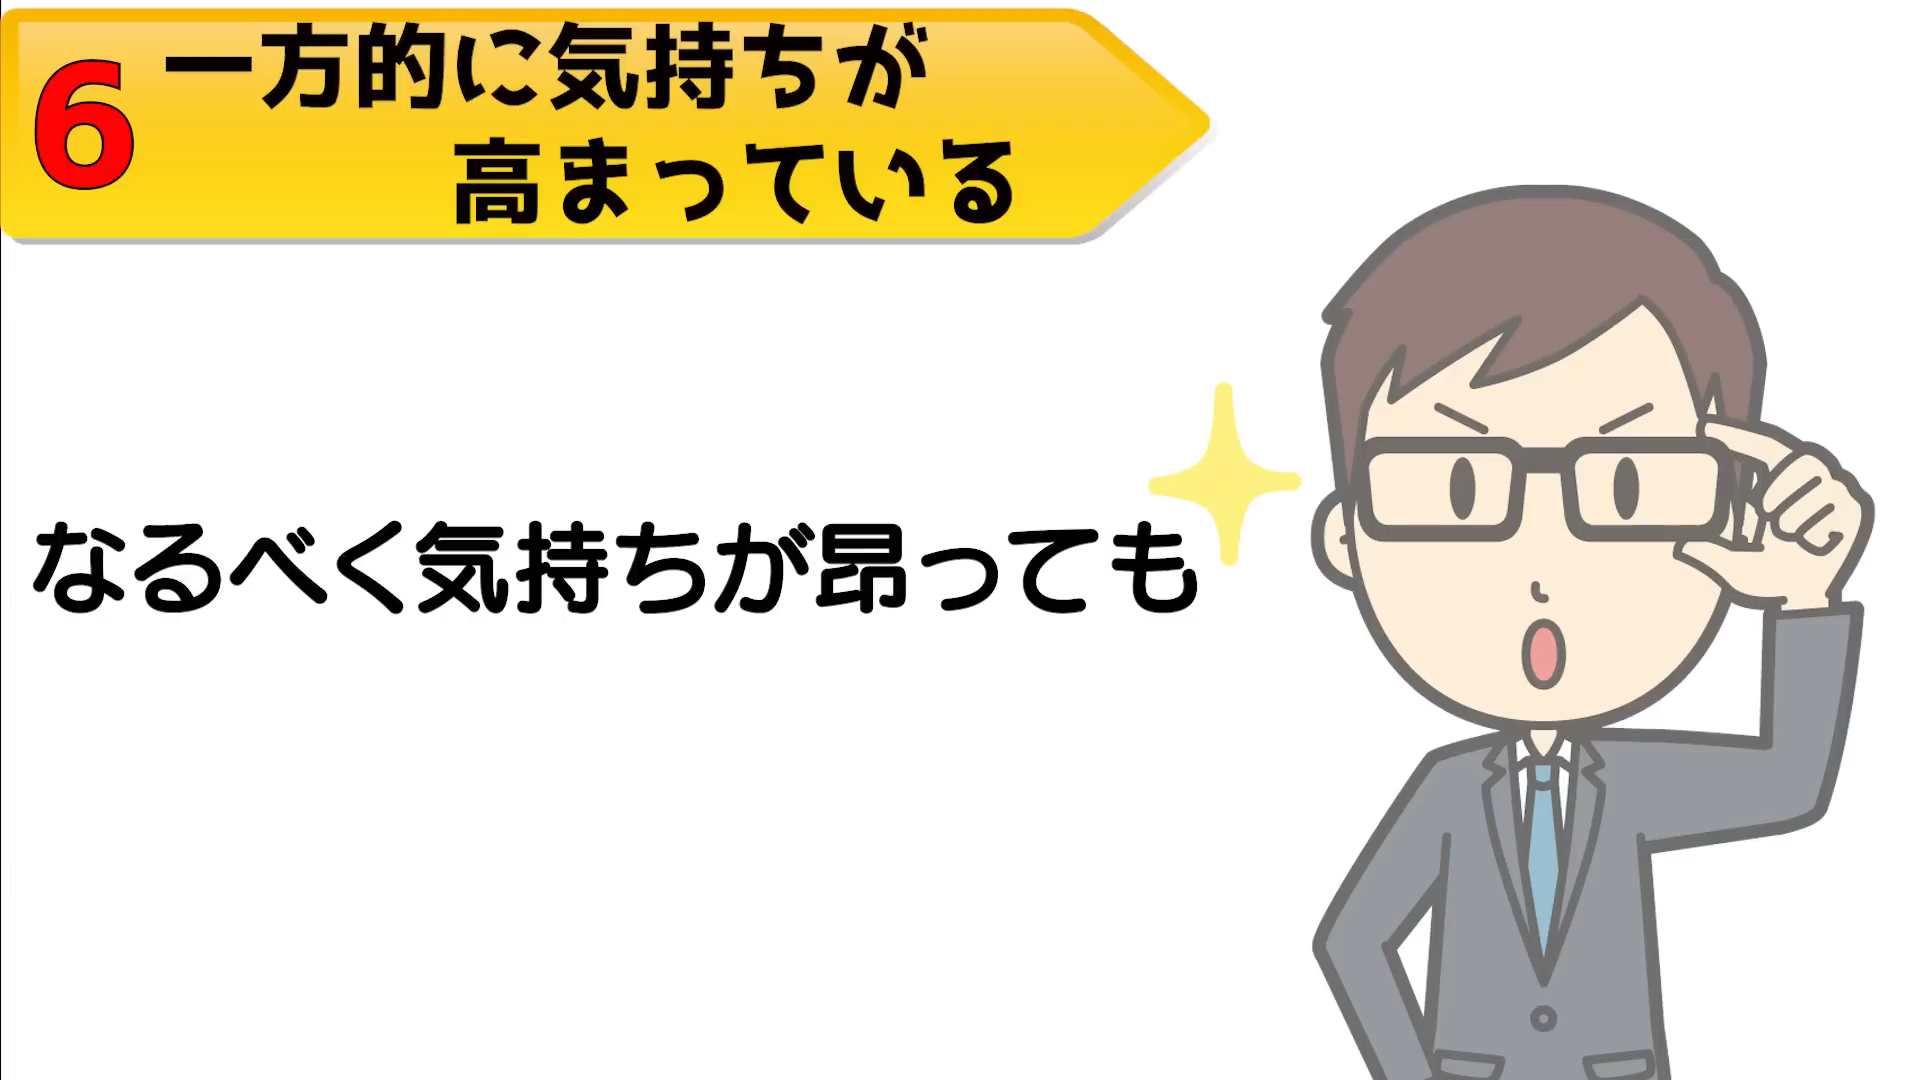 6
一方的に気持ちが
高まっている
なるべく気持ちが昂っても